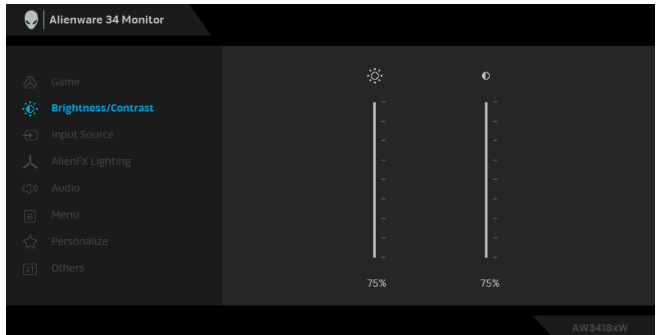 Alienware 34 Monitor
Game
Brightness/Contrast
Input Source
AlienFX Lighting
Audio
Menu
Personalize
Others
75% 75%
AW3418xW